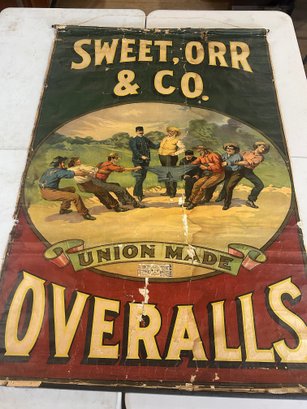 SWEET, ORR
& CO.
UNION MADE
OVERALLS